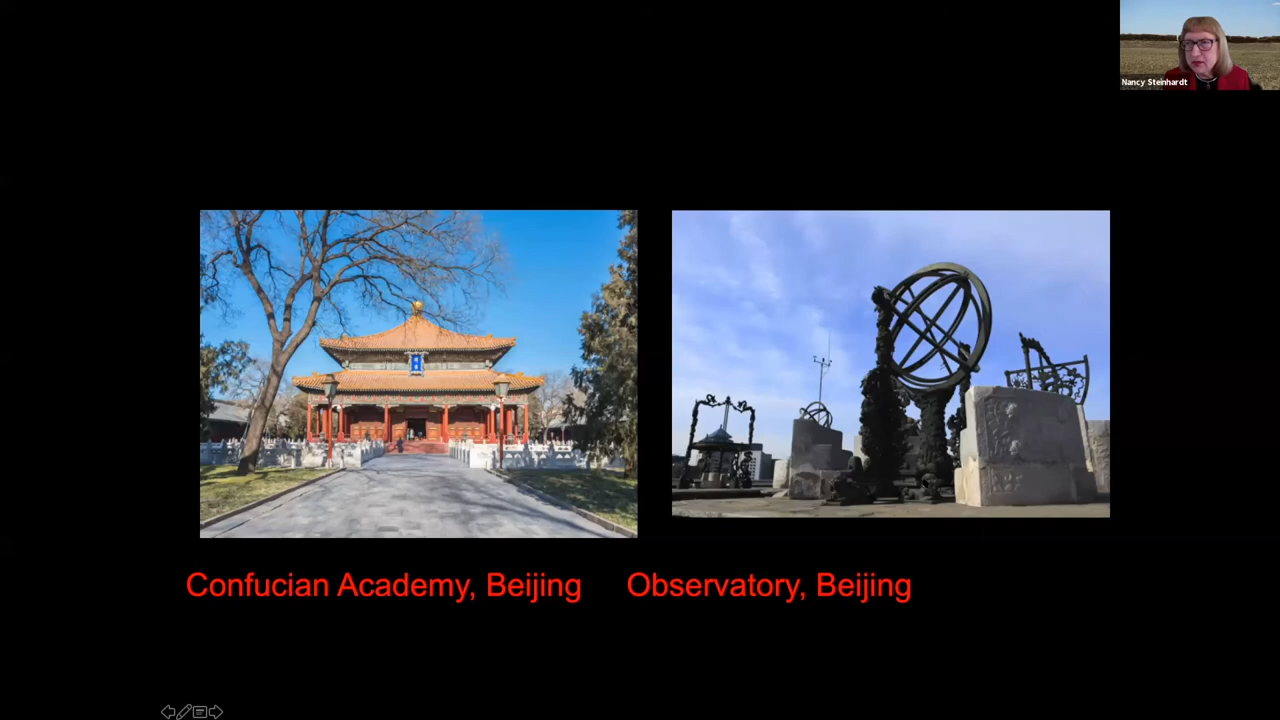 Nancy Steinhardt
Confucian Academy, Beijing
Observatory, Beijing